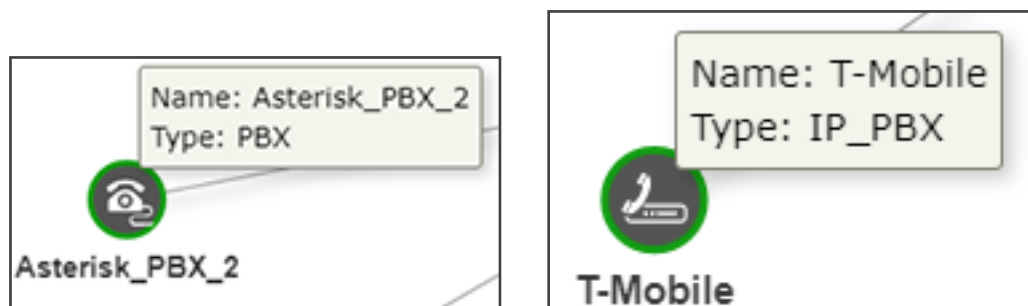 Name: Asterisk_PBX_2
Type: PBX
Asterisk_PBX_2
Name: T-Mobile
Type: IP_PBX
T-Mobile